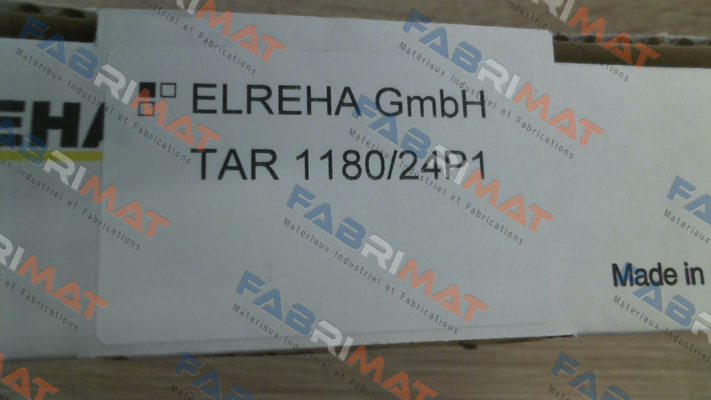 ELREHA GmbH
TAR 1180/24P1
EHA
Made in
FABRIMAT
Materiaux Industriel et Fabrications